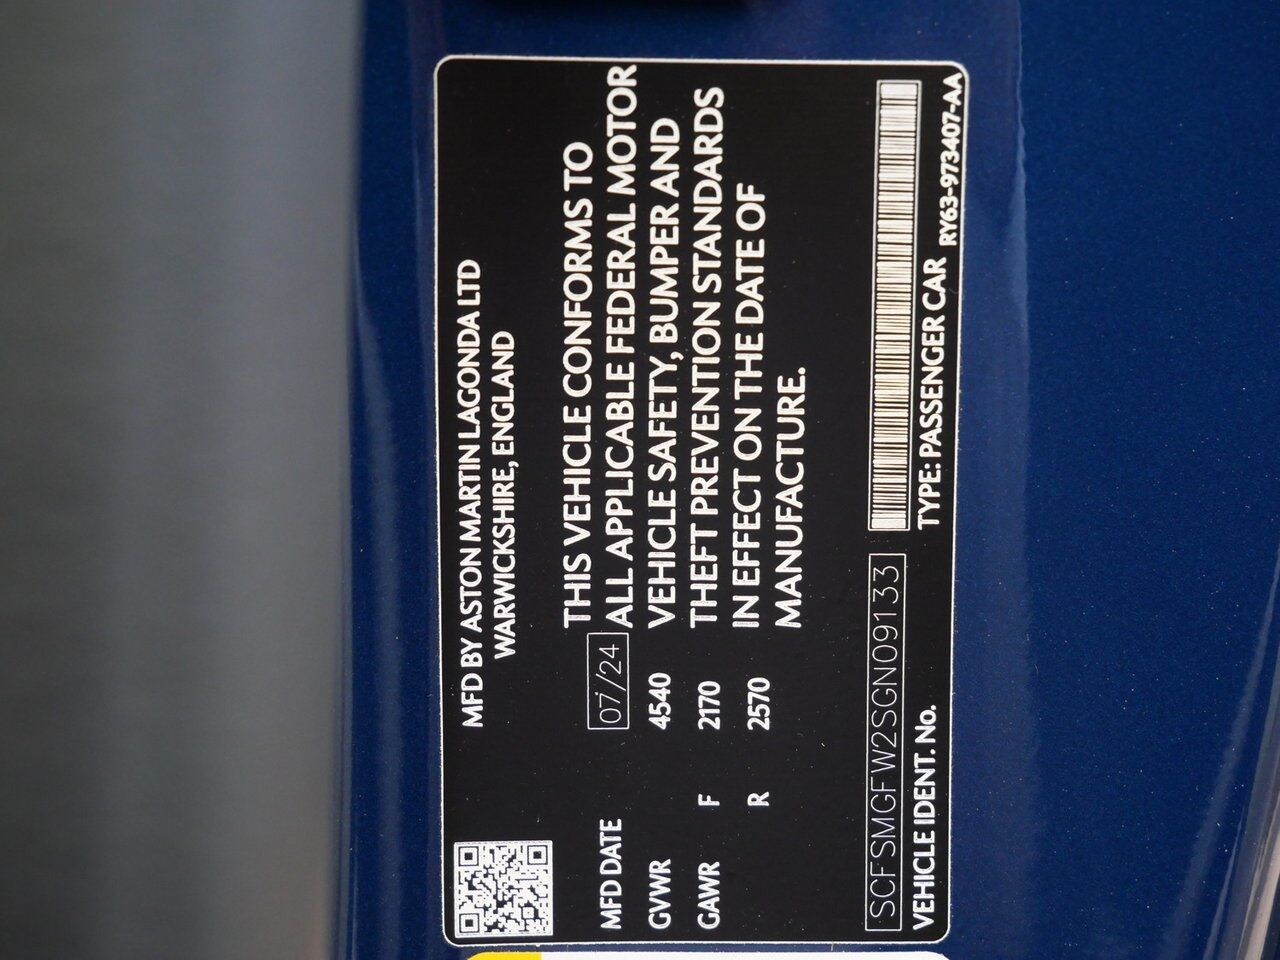 MFD BY ASTON MARTIN LAGONDA LTD
WARWICKSHIRE, ENGLAND
MFD DATE 07/24
GVWR 4540
GAWR F 2170
R 2570
THIS VEHICLE CONFORMS TO
ALL APPLICABLE FEDERAL MOTOR
VEHICLE SAFETY, BUMPER AND
THEFT PREVENTION STANDARDS
IN EFFECT ON THE DATE OF
MANUFACTURE.
SCFSMGFW2SGN09133
VEHICLE IDENT. No.
TYPE: PASSENGER CAR
RY63-973407-AA